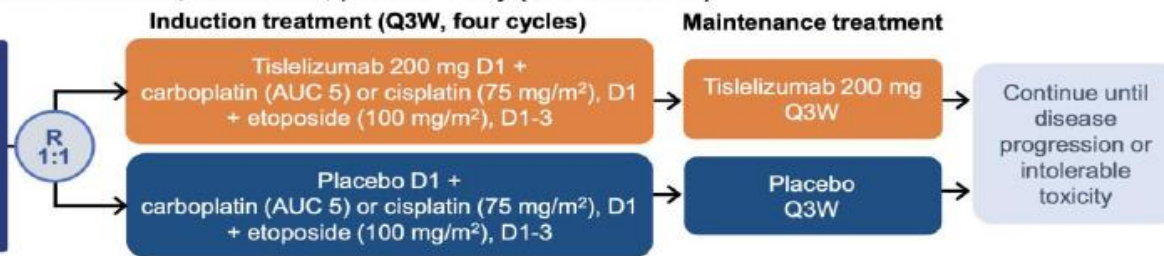 Induction treatment (Q3W, four cycles)
Maintenance treatment
R
1:1
Tislelizumab 200 mg D1 +
carboplatin (AUC 5) or cisplatin (75 mg/m²), D1
+ etoposide (100 mg/m²), D1-3
Tislelizumab 200 mg
Q3W
Placebo D1 +
carboplatin (AUC 5) or cisplatin (75 mg/m²), D1
+ etoposide (100 mg/m²), D1-3
Placebo
Q3W
Continue until
disease
progression or
intolerable
toxicity